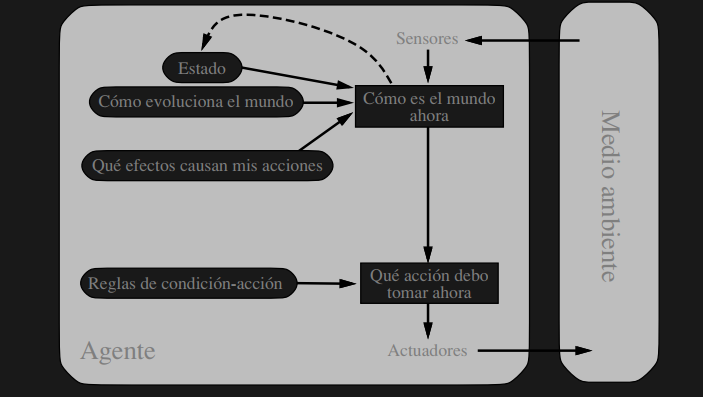 Sensores
Estado
Cómo evoluciona el mundo
Cómo es el mundo
ahora
Qué efectos causan mis acciones
Reglas de condición-acción
Qué acción debo
tomar ahora
Agente
Actuadores
Medio ambiente